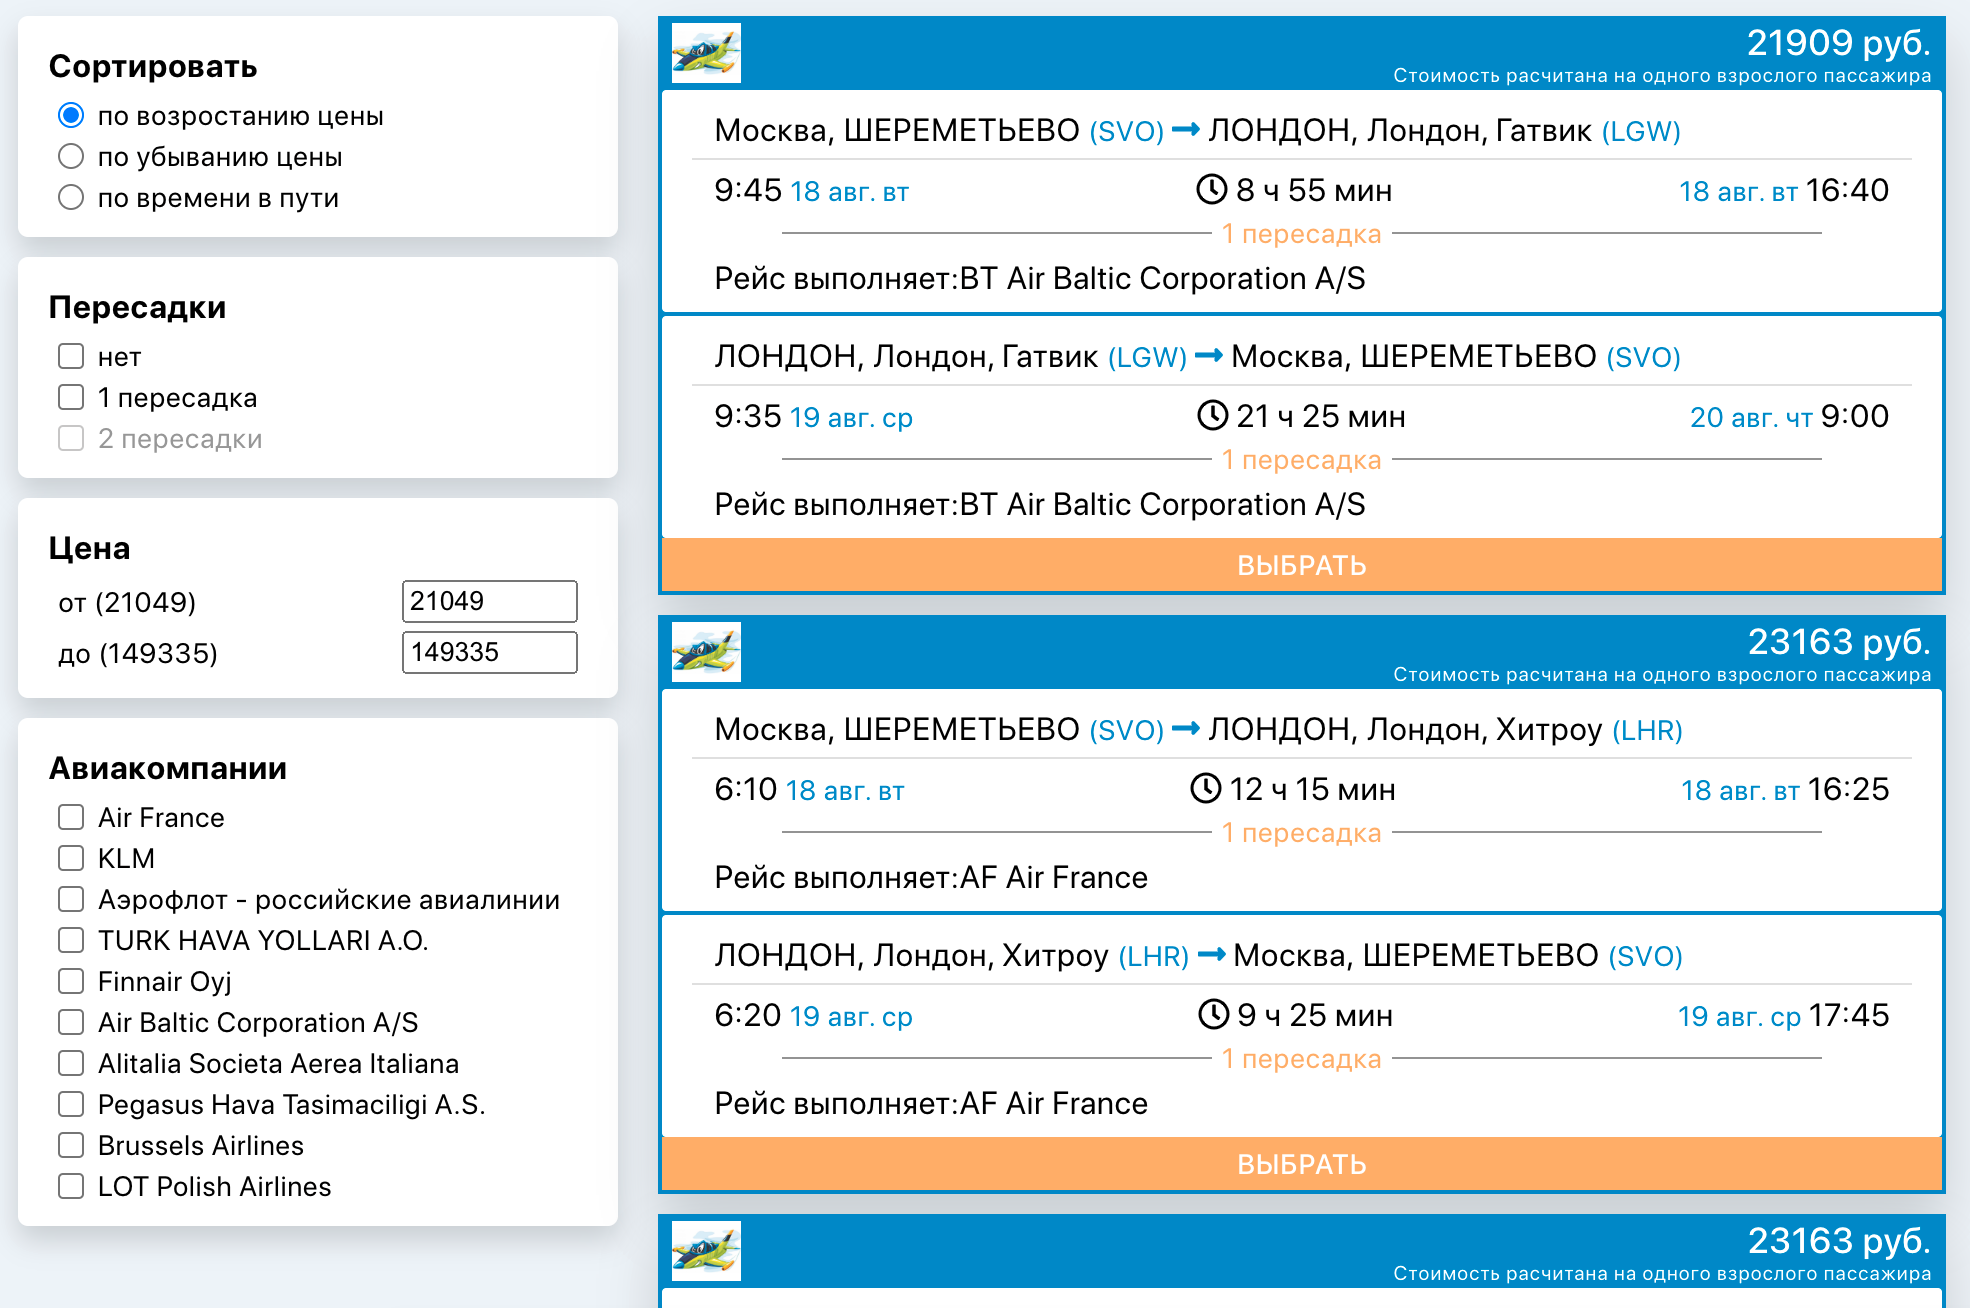 Сортировать
по возростанию цены
по убыванию цены
по времени в пути
Пересадки
нет
1 пересадка
2 пересадки
Цена
от (21049)
21049
до (149335)
149335
Авиакомпании
Air France
KLM
Аэрофлот - российские авиалинии
TURK HAVA YOLLARI A.O.
Finnair Oyj
Air Baltic Corporation A/S
Alitalia Societa Aerea Italiana
Pegasus Hava Tasimaciligi A.S.
Brussels Airlines
LOT Polish Airlines
21909 руб.
Стоимость расчитана на одного взрослого пассажира
Москва, ШЕРЕМЕТЬЕВО (SVO) → ЛОНДОН, Лондон, Гатвик (LGW)
9:45 18 авг. вт 8 ч 55 мин 18 авг. вт 16:40
1 пересадка
Рейс выполняет:BT Air Baltic Corporation A/S
ЛОНДОН, Лондон, Гатвик (LGW) → Москва, ШЕРЕМЕТЬЕВО (SVO)
9:35 19 авг. ср 21 ч 25 мин 20 авг. чт 9:00
1 пересадка
Рейс выполняет:BT Air Baltic Corporation A/S
ВЫБРАТЬ
23163 руб.
Стоимость расчитана на одного взрослого пассажира
Москва, ШЕРЕМЕТЬЕВО (SVO) → ЛОНДОН, Лондон, Хитроу (LHR)
6:10 18 авг. вт 12 ч 15 мин 18 авг. вт 16:25
1 пересадка
Рейс выполняет:AF Air France
ЛОНДОН, Лондон, Хитроу (LHR) → Москва, ШЕРЕМЕТЬЕВО (SVO)
6:20 19 авг. ср 9 ч 25 мин 19 авг. ср 17:45
1 пересадка
Рейс выполняет:AF Air France
ВЫБРАТЬ
23163 руб.
Стоимость расчитана на одного взрослого пассажира